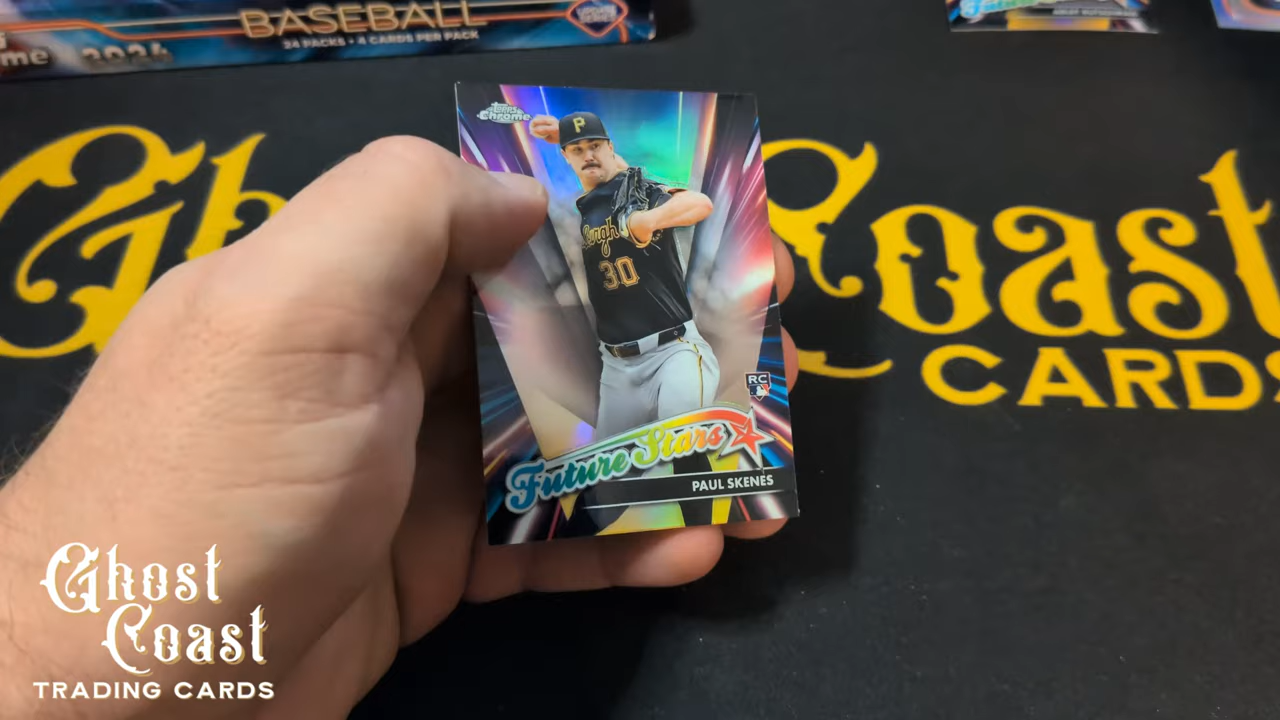 BASEBALL
24 PACKS • 4 CARDS PER PACK
2024
Topps
Chrome
P
30
RC
Future Stars
PAUL SKENES
Ghost Coast
CARDS
Ghost
Coast
TRADING CARDS